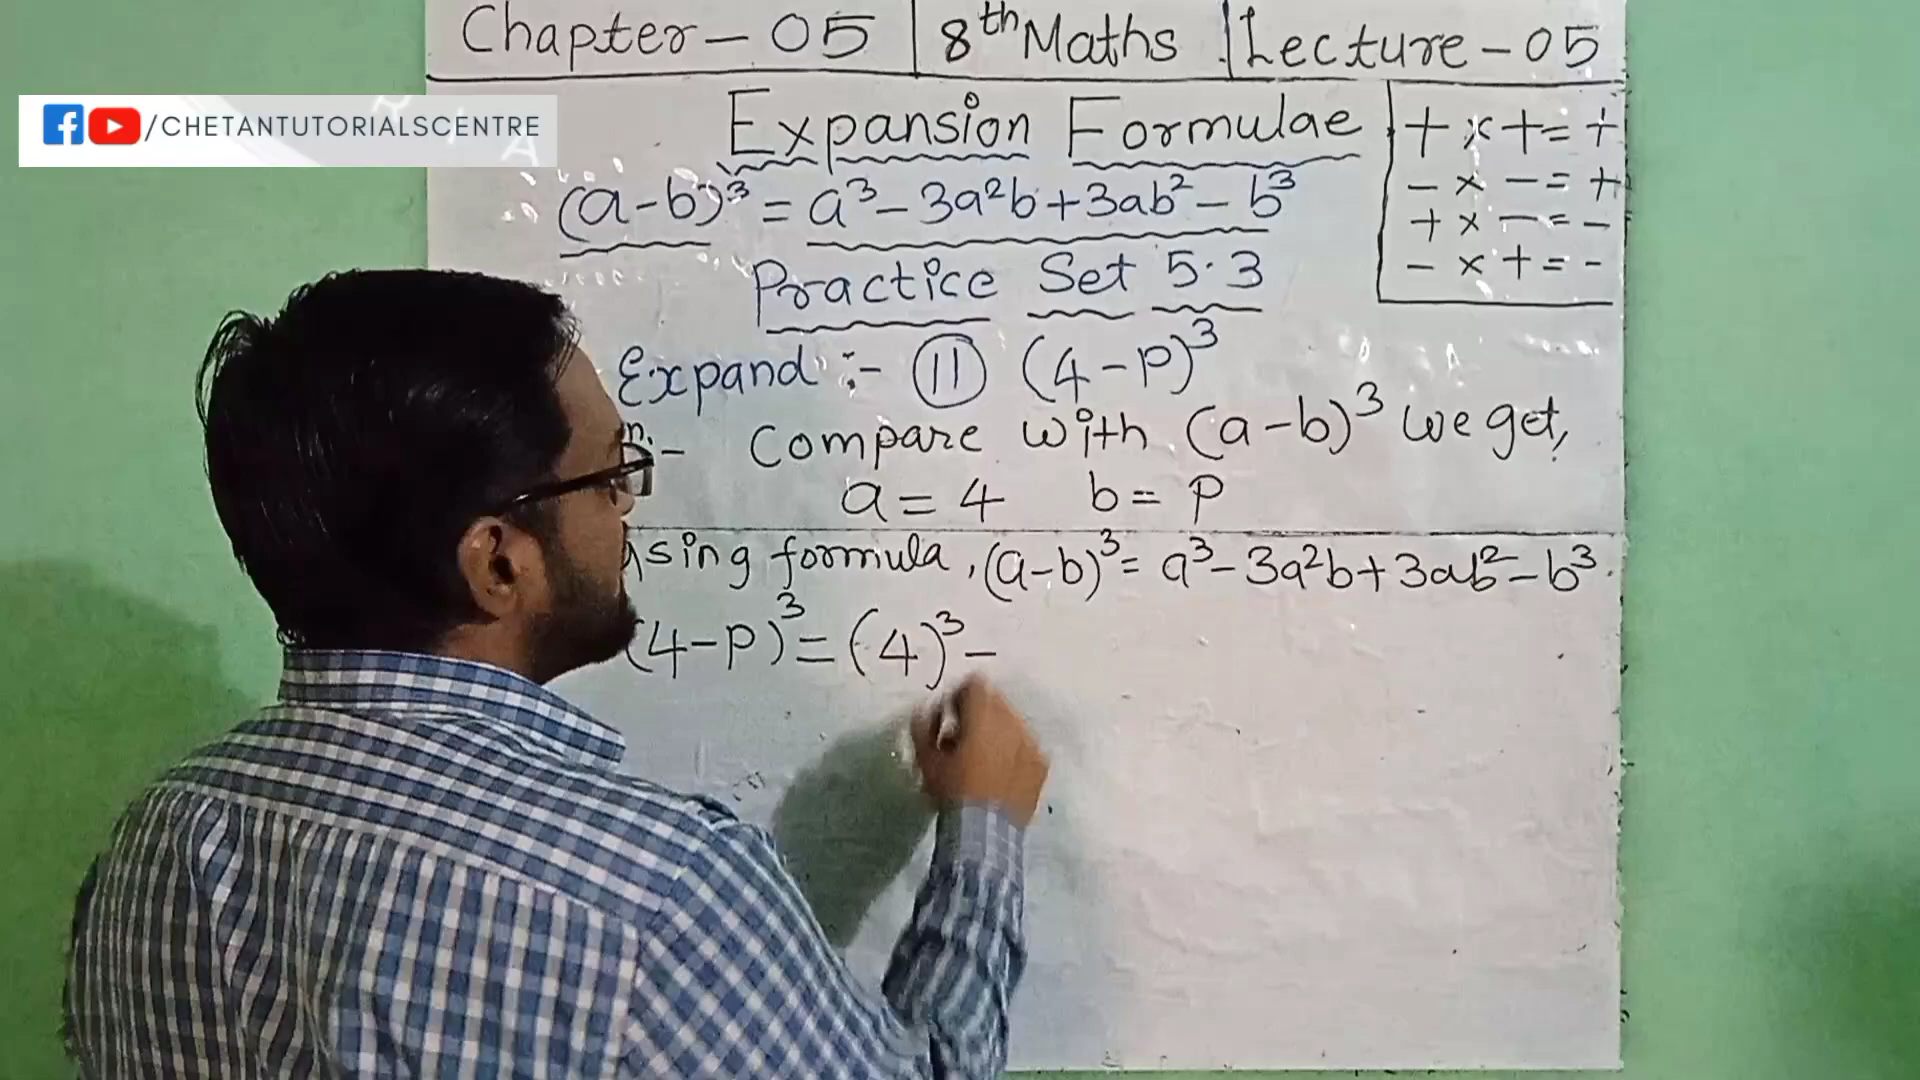 Chapter - 05 | 8th Maths | Lecture - 05
/CHETANTUTORIALSCENTRE
Expansion Formulae
+ × + = +
- × - = +
+ × - = -
- × + = -
(a-b)³ = a³ - 3a²b + 3ab² - b³
Practice Set 5.3
Expand :- (11) (4-p)³
n. - Compare with (a-b)³ we get,
a = 4 b = p
using formula, (a-b)³ = a³ - 3a²b + 3ab² - b³.
(4-p)³ = (4)³ -